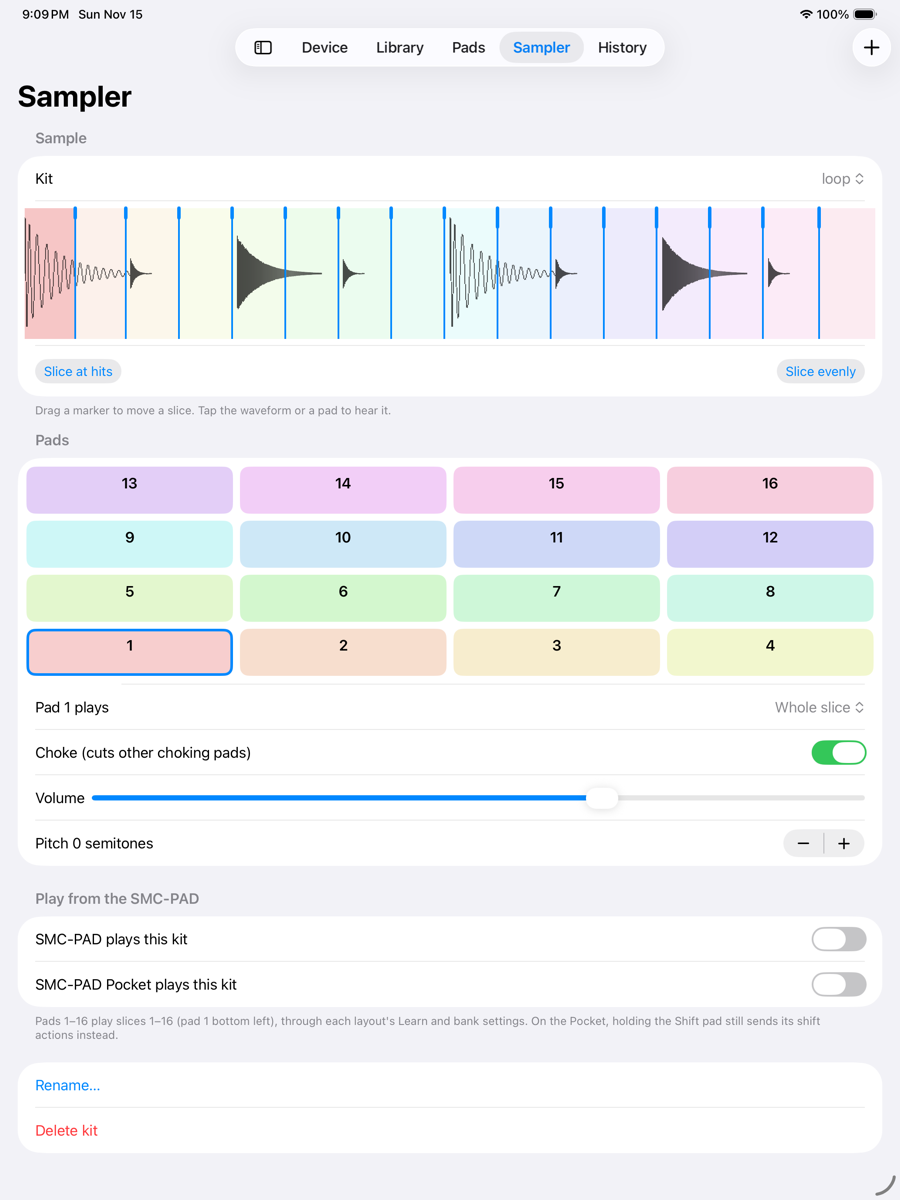 9:09 PM Sun Nov 15 100%
Device Library Pads Sampler History
Sampler
Sample
Kit loop
Slice at hits Slice evenly
Drag a marker to move a slice. Tap the waveform or a pad to hear it.
Pads
13 14 15 16
9 10 11 12
5 6 7 8
1 2 3 4
Pad 1 plays Whole slice
Choke (cuts other choking pads)
Volume
Pitch 0 semitones − +
Play from the SMC-PAD
SMC-PAD plays this kit
SMC-PAD Pocket plays this kit
Pads 1–16 play slices 1–16 (pad 1 bottom left), through each layout's Learn and bank settings. On the Pocket, holding the Shift pad still sends its shift
actions instead.
Rename...
Delete kit